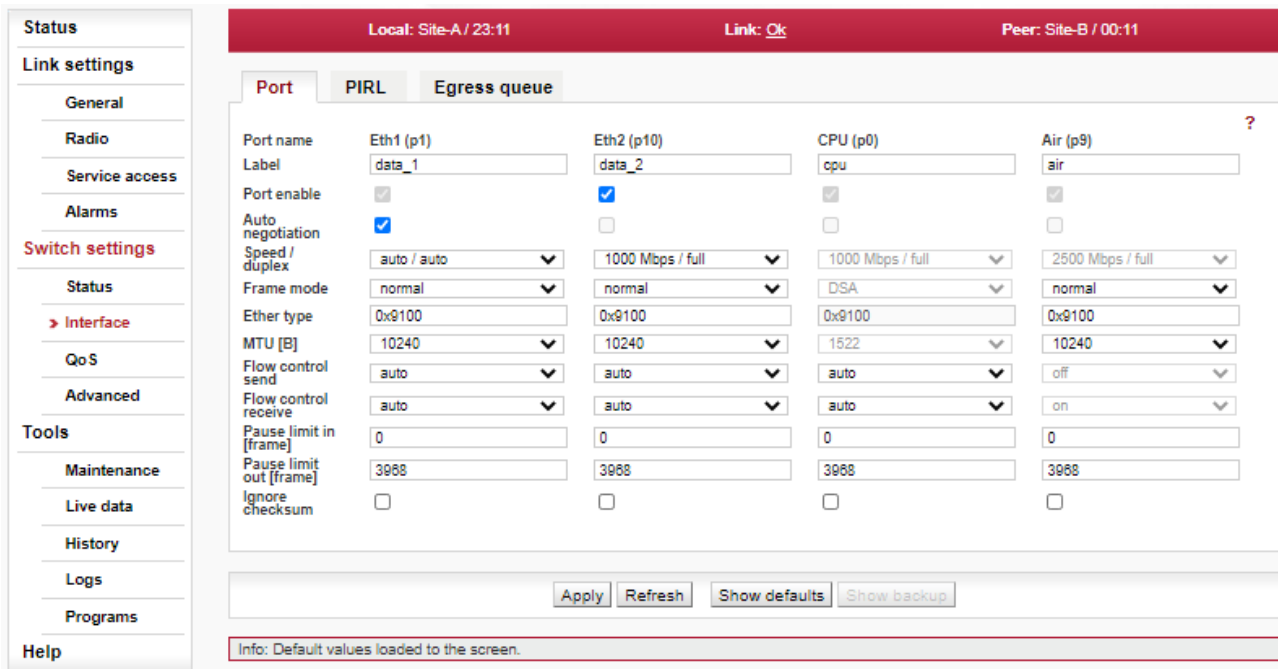 Status
Link settings
General
Radio
Service access
Alarms
Switch settings
Status
> Interface
QoS
Advanced
Tools
Maintenance
Live data
History
Logs
Programs
Help
Local: Site-A / 23:11 Link: Ok Peer: Site-B / 00:11
Port PIRL Egress queue
?
Port name Eth1 (p1) Eth2 (p10) CPU (p0) Air (p9)
Label data_1 data_2 cpu air
Port enable
Auto
negotiation
Speed /
duplex auto / auto 1000 Mbps / full 1000 Mbps / full 2500 Mbps / full
Frame mode normal normal DSA normal
Ether type 0x9100 0x9100 0x9100 0x9100
MTU [B] 10240 10240 1522 10240
Flow control
send auto auto auto off
Flow control
receive auto auto auto on
Pause limit in
[frame] 0 0 0 0
Pause limit
out [frame] 3968 3968 3968 3968
Ignore
checksum
Apply Refresh Show defaults Show backup
Info: Default values loaded to the screen.